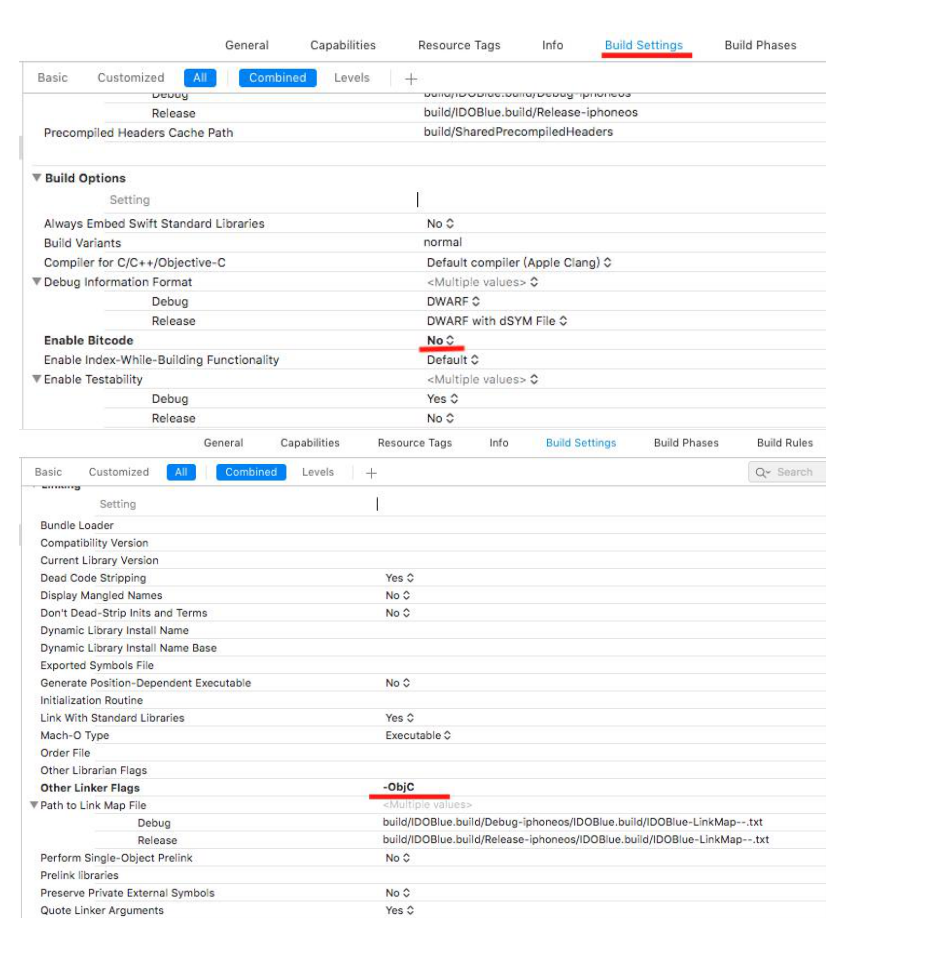 General Capabilities Resource Tags Info Build Settings Build Phases
Basic Customized All Combined Levels +
Debug build/IDOBlue.build/Debug-iphoneos
Release build/IDOBlue.build/Release-iphoneos
Precompiled Headers Cache Path build/SharedPrecompiledHeaders
Build Options
Setting
Always Embed Swift Standard Libraries No
Build Variants normal
Compiler for C/C++/Objective-C Default compiler (Apple Clang)
Debug Information Format <Multiple values>
Debug DWARF
Release DWARF with dSYM File
Enable Bitcode No
Enable Index-While-Building Functionality Default
Enable Testability <Multiple values>
Debug Yes
Release No
General Capabilities Resource Tags Info Build Settings Build Phases Build Rules
Basic Customized All Combined Levels + Search
Linking
Setting
Bundle Loader
Compatibility Version
Current Library Version
Dead Code Stripping Yes
Display Mangled Names No
Don't Dead-Strip Inits and Terms No
Dynamic Library Install Name
Dynamic Library Install Name Base
Exported Symbols File
Generate Position-Dependent Executable No
Initialization Routine
Link With Standard Libraries Yes
Mach-O Type Executable
Order File
Other Librarian Flags
Other Linker Flags -ObjC
Path to Link Map File <Multiple values>
Debug build/IDOBlue.build/Debug-iphoneos/IDOBlue.build/IDOBlue-LinkMap--.txt
Release build/IDOBlue.build/Release-iphoneos/IDOBlue.build/IDOBlue-LinkMap--.txt
Perform Single-Object Prelink No
Prelink libraries
Preserve Private External Symbols No
Quote Linker Arguments Yes